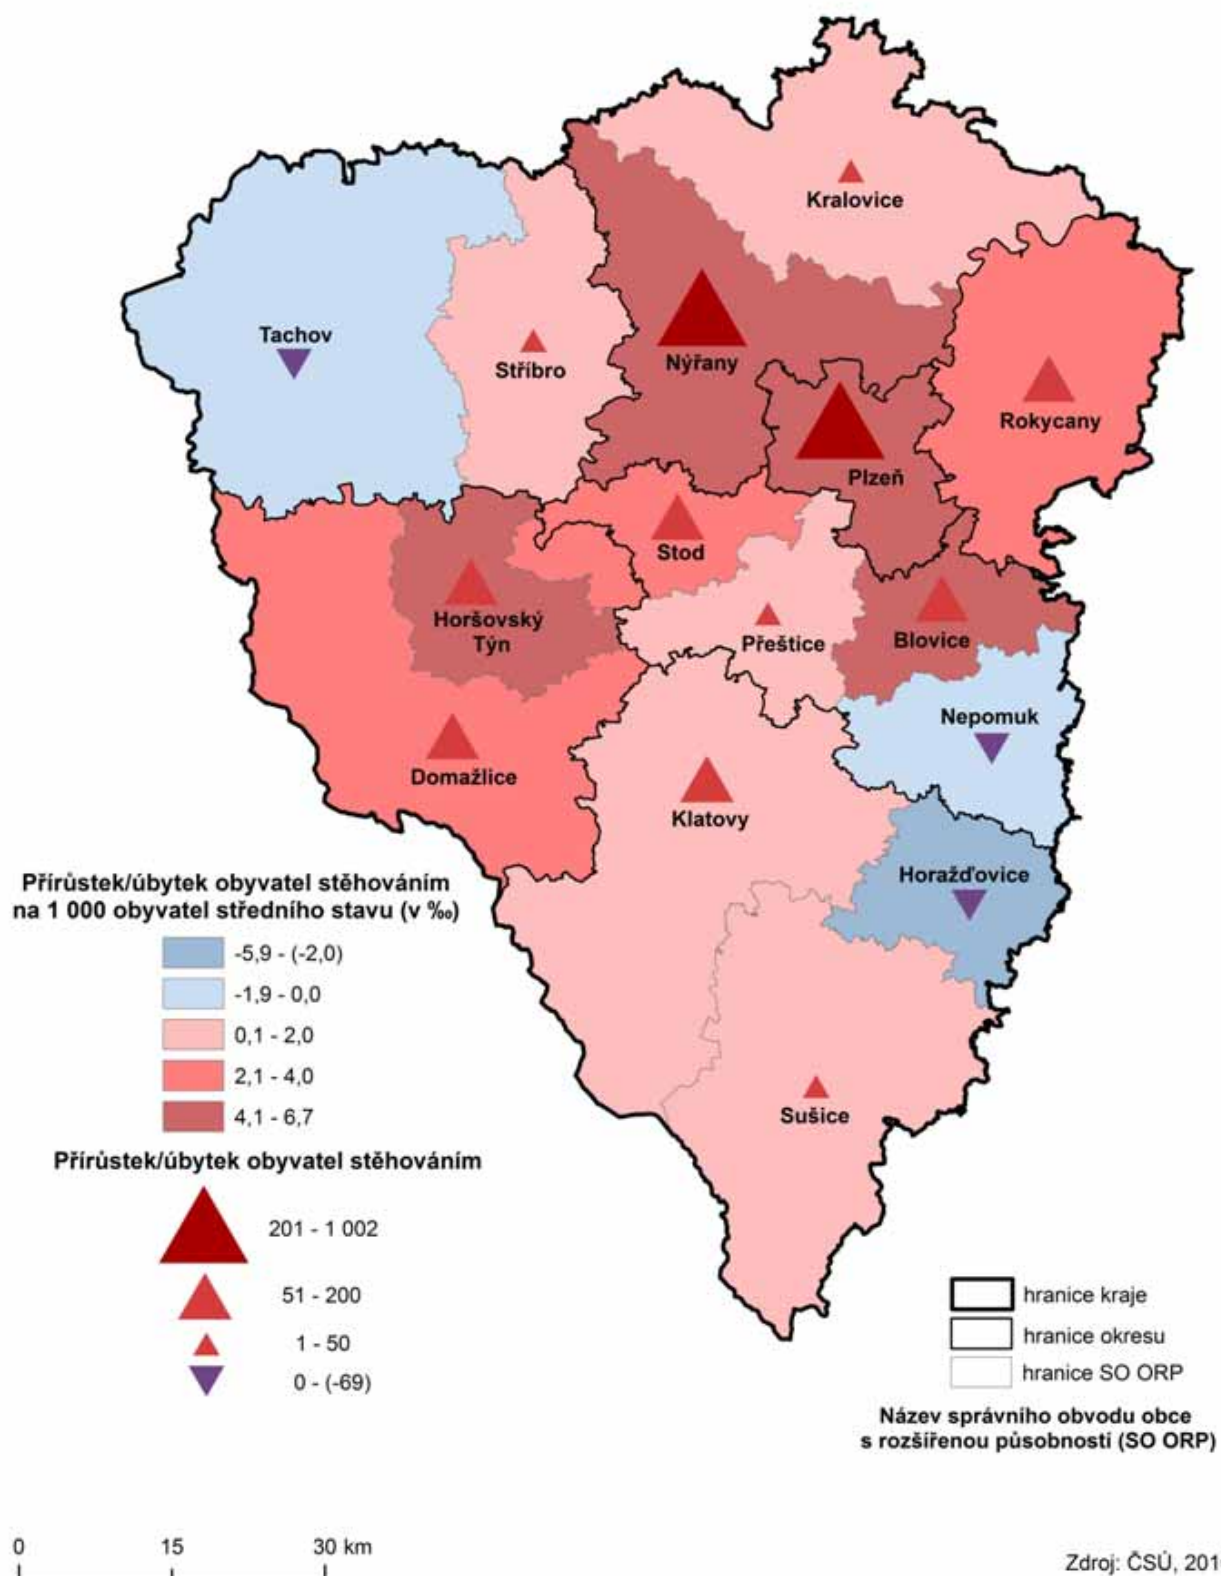 Kralovice
Tachov
Stříbro
Nýřany
Rokycany
Plzeň
Stod
Horšovský
Týn
Přeštice
Blovice
Nepomuk
Domažlice
Klatovy
Horažďovice
Sušice
Přírůstek/úbytek obyvatel stěhováním
na 1 000 obyvatel středního stavu (v ‰)
-5,9 - (-2,0)
-1,9 - 0,0
0,1 - 2,0
2,1 - 4,0
4,1 - 6,7
Přírůstek/úbytek obyvatel stěhováním
201 - 1 002
51 - 200
1 - 50
0 - (-69)
hranice kraje
hranice okresu
hranice SO ORP
Název správního obvodu obce
s rozšířenou působností (SO ORP)
0 15 30 km
Zdroj: ČSÚ, 201